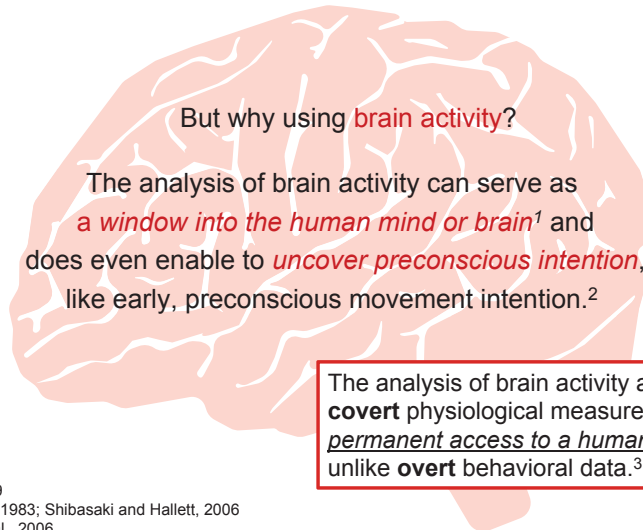 But why using brain activity?
The analysis of brain activity can serve as
a window into the human mind or brain¹ and
does even enable to uncover preconscious intention,
like early, preconscious movement intention.²
The analysis of brain activity a
covert physiological measure
permanent access to a human
unlike overt behavioral data.³
9
1983; Shibasaki and Hallett, 2006
2006